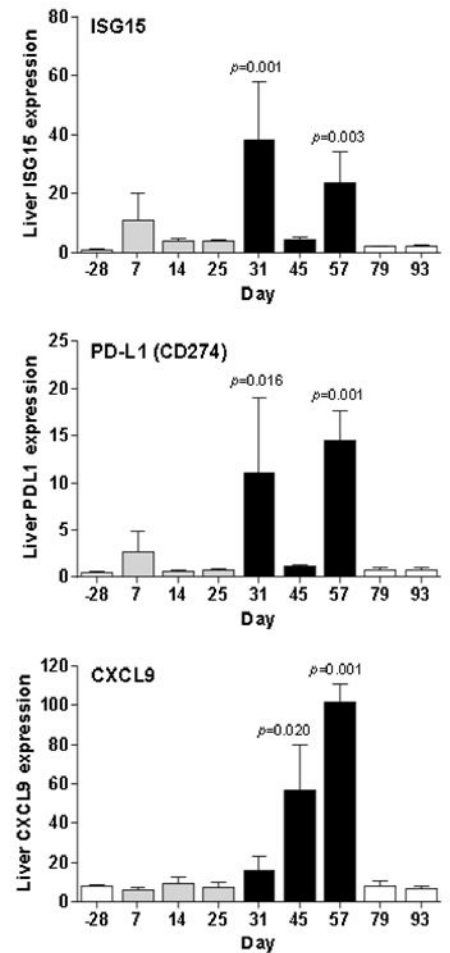 ISG15
80
60
40
20
0
Liver ISG15 expression
p=0.001
p=0.003
-28 7 14 25 31 45 57 79 93
Day
PD-L1 (CD274)
25
20
15
10
5
0
Liver PDL1 expression
p=0.016
p=0.001
-28 7 14 25 31 45 57 79 93
Day
CXCL9
120
100
80
60
40
20
0
Liver CXCL9 expression
p=0.020
p=0.001
-28 7 14 25 31 45 57 79 93
Day